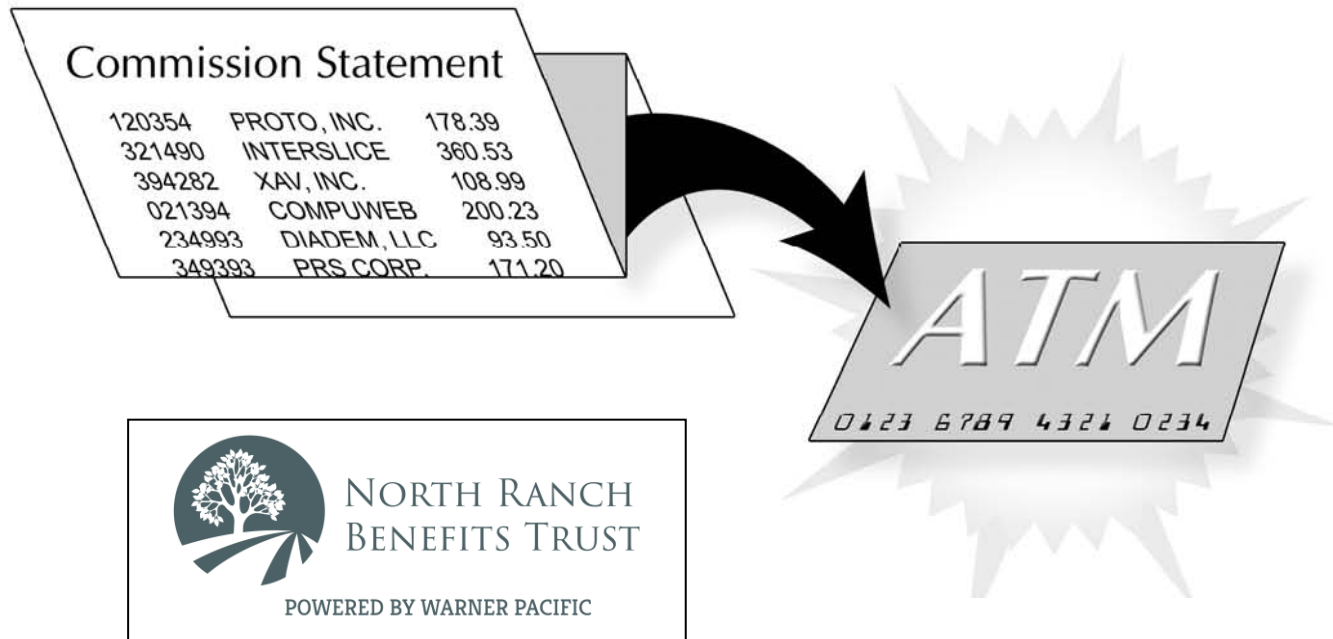 Commission Statement
120354 PROTO, INC. 178.39
321490 INTERSLICE 360.53
394282 XAV, INC. 108.99
021394 COMPUWEB 200.23
234993 DIADEM, LLC 93.50
349393 PRS CORP. 171.20
ATM
0123 6789 4321 0234
NORTH RANCH
BENEFITS TRUST
POWERED BY WARNER PACIFIC